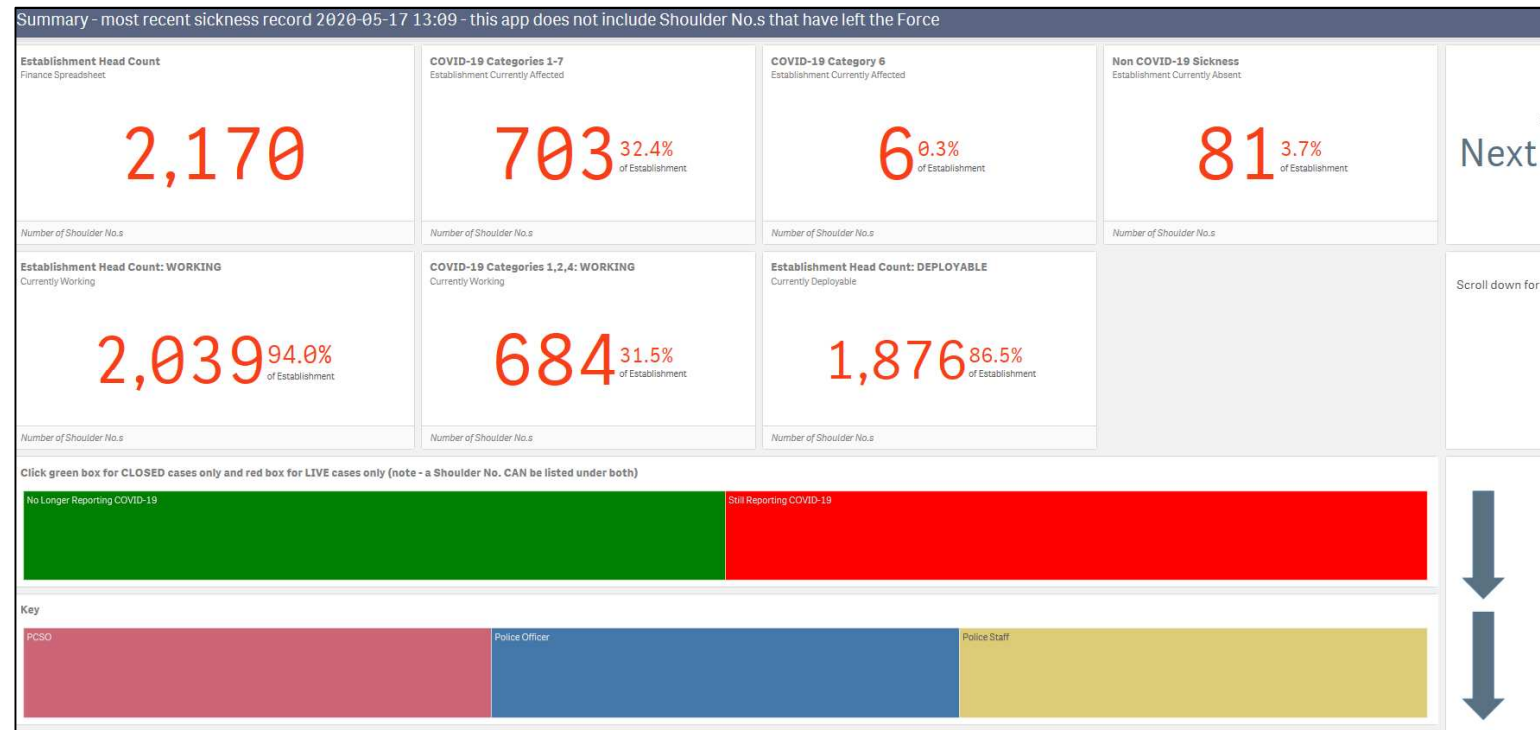 Summary - most recent sickness record 2020-05-17 13:09 - this app does not include Shoulder No.s that have left the Force
Establishment Head Count
Finance Spreadsheet
2,170
Number of Shoulder No.s
COVID-19 Categories 1-7
Establishment Currently Affected
703 32.4%
of Establishment
Number of Shoulder No.s
COVID-19 Category 6
Establishment Currently Affected
6 0.3%
of Establishment
Number of Shoulder No.s
Non COVID-19 Sickness
Establishment Currently Absent
81 3.7%
of Establishment
Number of Shoulder No.s
Next
Establishment Head Count: WORKING
Currently Working
2,039 94.0%
of Establishment
Number of Shoulder No.s
COVID-19 Categories 1,2,4: WORKING
Currently Working
684 31.5%
of Establishment
Number of Shoulder No.s
Establishment Head Count: DEPLOYABLE
Currently Deployable
1,876 86.5%
of Establishment
Number of Shoulder No.s
Scroll down for
Click green box for CLOSED cases only and red box for LIVE cases only (note - a Shoulder No. CAN be listed under both)
No Longer Reporting COVID-19
Still Reporting COVID-19
Key
PCSO
Police Officer
Police Staff